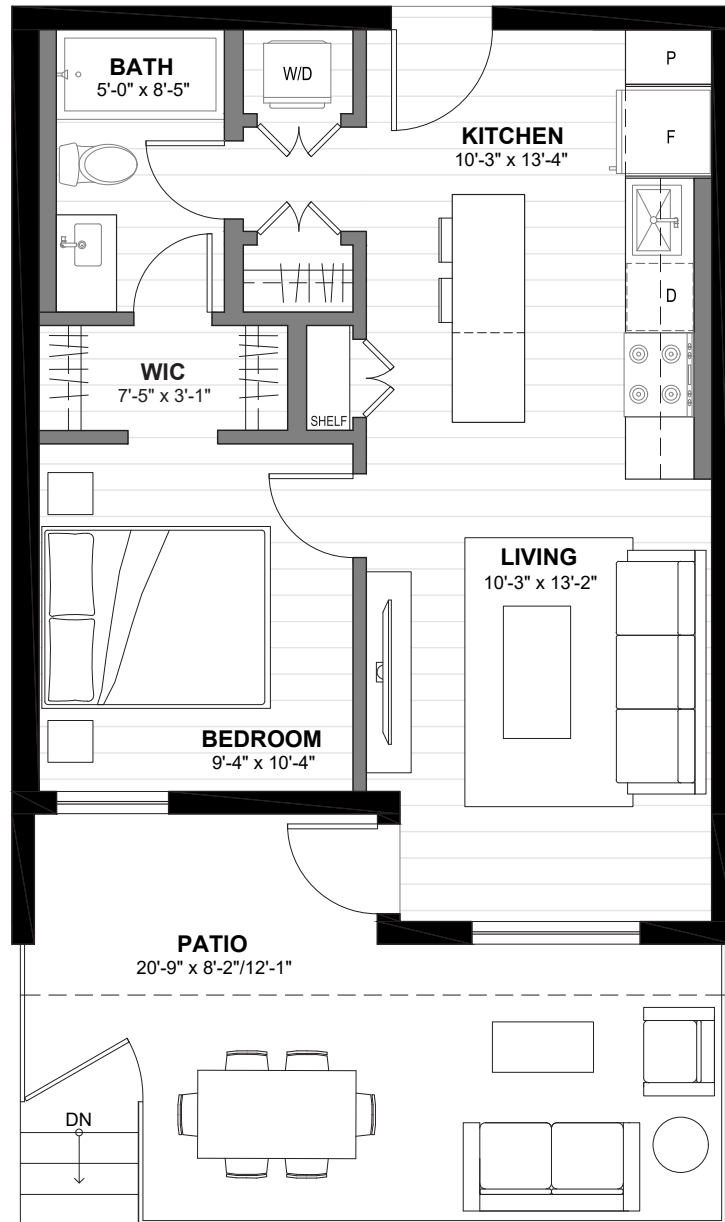 BATH
5'-0" x 8'-5"
W/D
P
KITCHEN
10'-3" x 13'-4"
F
D
WIC
7'-5" x 3'-1"
SHELF
LIVING
10'-3" x 13'-2"
BEDROOM
9'-4" x 10'-4"
PATIO
20'-9" x 8'-2"/12'-1"
DN